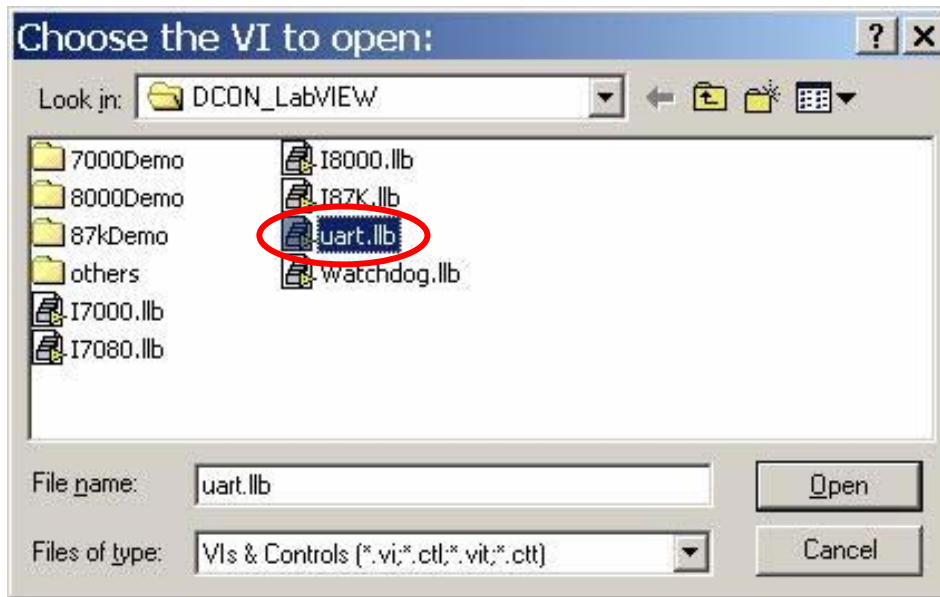 Choose the VI to open:
Look in: DCON_LabVIEW
7000Demo
8000Demo
87kDemo
others
I7000.llb
I7080.llb
I8000.llb
I87K.llb
uart.llb
Watchdog.llb
File name: uart.llb
Open
Files of type: VIs & Controls (*.vi;*.ctl;*.vit;*.ctt)
Cancel